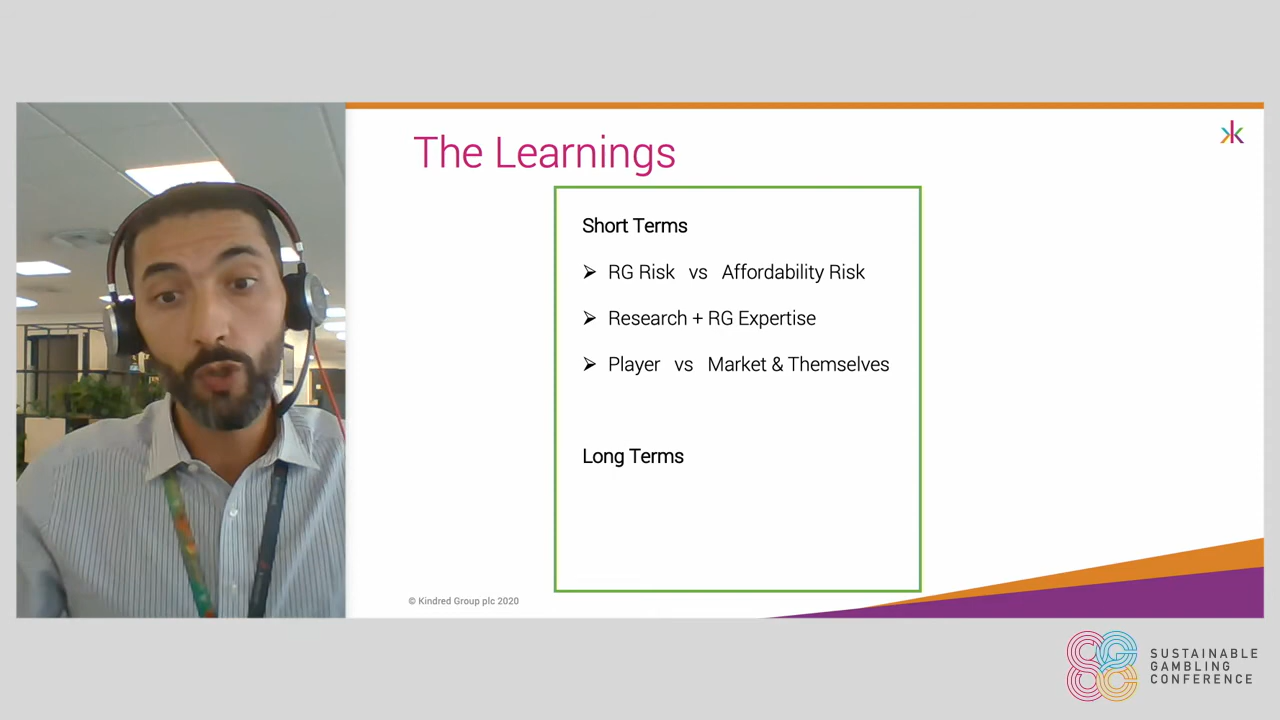 The Learnings
Short Terms
➢ RG Risk vs Affordability Risk
➢ Research + RG Expertise
➢ Player vs Market & Themselves
Long Terms
© Kindred Group plc 2020
SUSTAINABLE
GAMBLING
CONFERENCE